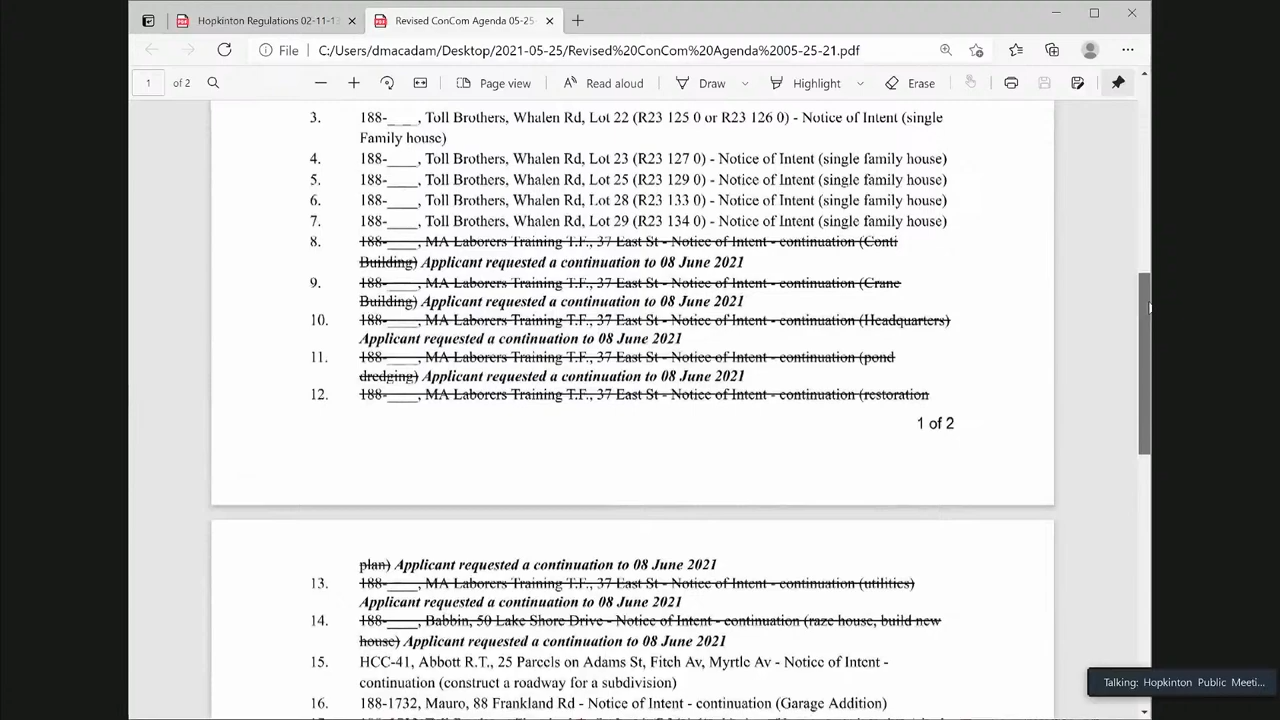 Hopkinton Regulations 02-11-13
Revised ConCom Agenda 05-25-
File
C:/Users/dmacadam/Desktop/2021-05-25/Revised%20ConCom%20Agenda%2005-25-21.pdf
1 of 2
Page view
Read aloud
Draw
Highlight
Erase
3. 188-____, Toll Brothers, Whalen Rd, Lot 22 (R23 125 0 or R23 126 0) - Notice of Intent (single
Family house)
4. 188-____, Toll Brothers, Whalen Rd, Lot 23 (R23 127 0) - Notice of Intent (single family house)
5. 188-____, Toll Brothers, Whalen Rd, Lot 25 (R23 129 0) - Notice of Intent (single family house)
6. 188-____, Toll Brothers, Whalen Rd, Lot 28 (R23 133 0) - Notice of Intent (single family house)
7. 188-____, Toll Brothers, Whalen Rd, Lot 29 (R23 134 0) - Notice of Intent (single family house)
8. 188-____, MA Laborers Training T.F., 37 East St - Notice of Intent - continuation (Conti
Building) Applicant requested a continuation to 08 June 2021
9. 188-____, MA Laborers Training T.F., 37 East St - Notice of Intent - continuation (Crane
Building) Applicant requested a continuation to 08 June 2021
10. 188-____, MA Laborers Training T.F., 37 East St - Notice of Intent - continuation (Headquarters)
Applicant requested a continuation to 08 June 2021
11. 188-____, MA Laborers Training T.F., 37 East St - Notice of Intent - continuation (pond
dredging) Applicant requested a continuation to 08 June 2021
12. 188-____, MA Laborers Training T.F., 37 East St - Notice of Intent - continuation (restoration
1 of 2
plan) Applicant requested a continuation to 08 June 2021
13. 188-____, MA Laborers Training T.F., 37 East St - Notice of Intent - continuation (utilities)
Applicant requested a continuation to 08 June 2021
14. 188-____, Babbin, 50 Lake Shore Drive - Notice of Intent - continuation (raze house, build new
house) Applicant requested a continuation to 08 June 2021
15. HCC-41, Abbott R.T., 25 Parcels on Adams St, Fitch Av, Myrtle Av - Notice of Intent -
continuation (construct a roadway for a subdivision)
Talking: Hopkinton Public Meeti...
16. 188-1732, Mauro, 88 Frankland Rd - Notice of Intent - continuation (Garage Addition)